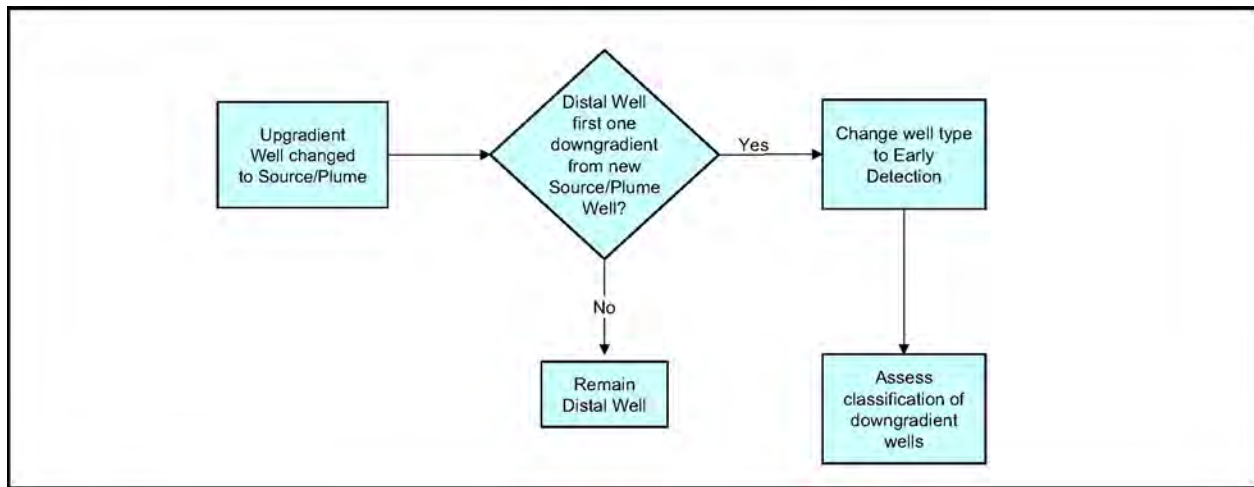 Upgradient
Well changed
to Source/Plume
Distal Well
first one
downgradient
from new
Source/Plume
Well?
Yes
Change well type
to Early
Detection
No
Remain
Distal Well
Assess
classification of
downgradient
wells